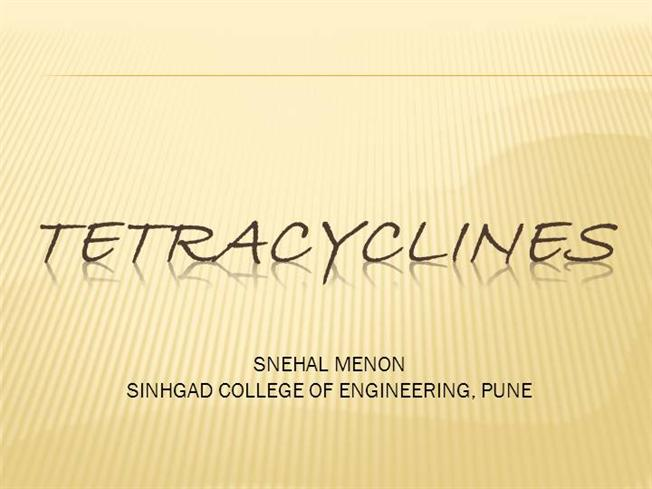 TETRACYCLINES
SNEHAL MENON
SINHGAD COLLEGE OF ENGINEERING, PUNE